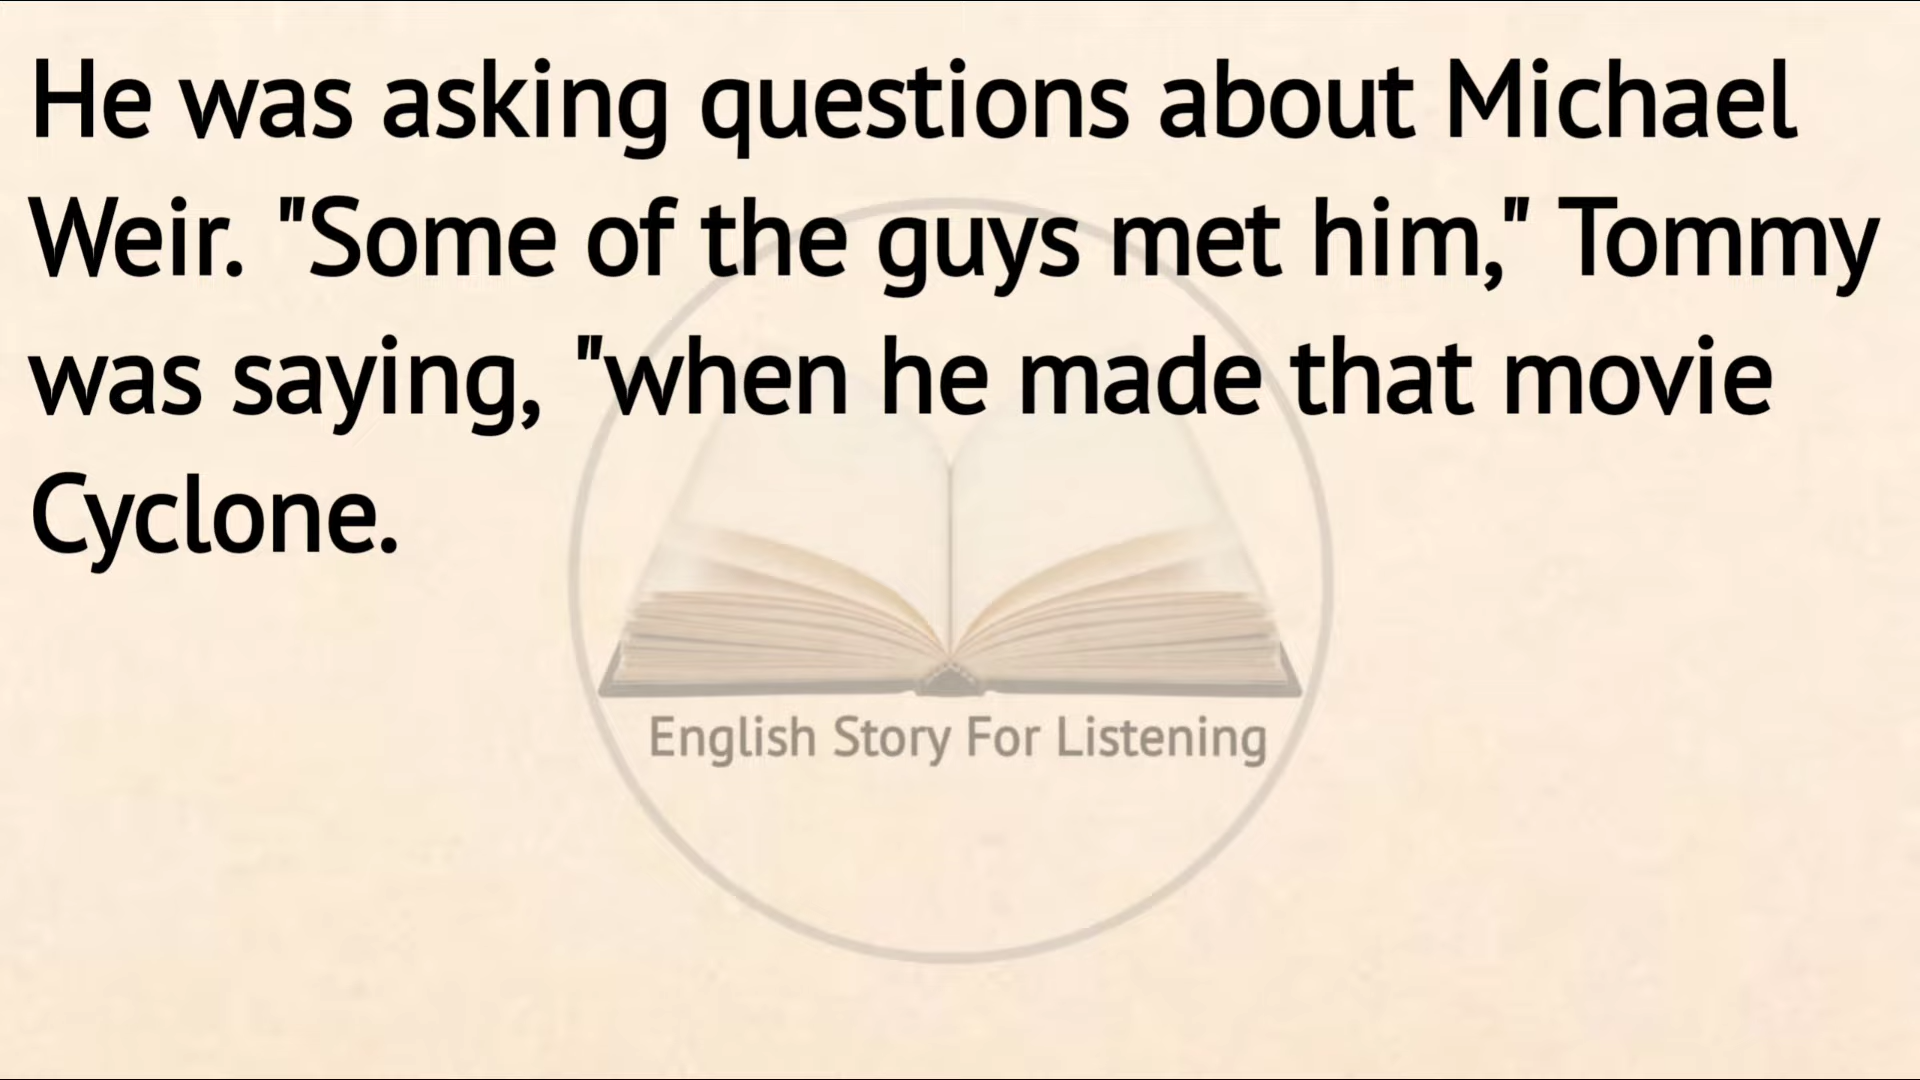 He was asking questions about Michael
Weir. "Some of the guys met him," Tommy
was saying, "when he made that movie
Cyclone.
English Story For Listening